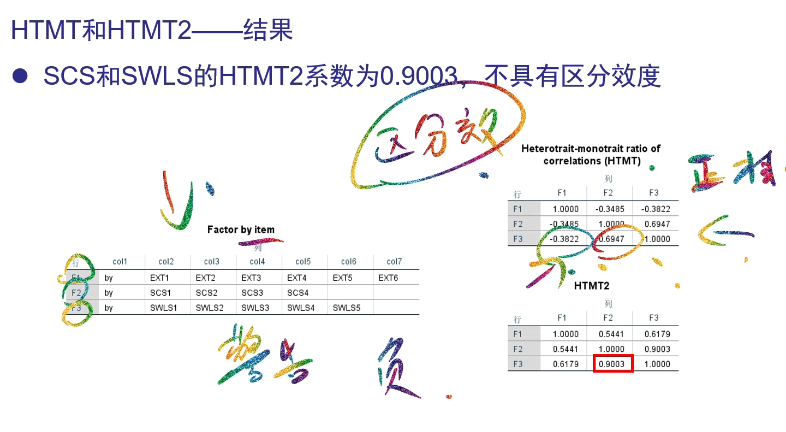 HTMT和HTMT2——结果
● SCS和SWLS的HTMT2系数为0.9003，不具有区分效度
区分效
Heterotrait-monotrait ratio of
correlations (HTMT)
正相
列
行 F1 F2 F3
F1 1.0000 -0.3485 -0.3822
F2 -0.3485 1.0000 0.6947
F3 -0.3822 0.6947 1.0000
Factor by item
列
行 col1 col2 col3 col4 col5 col6 col7
F1 by EXT1 EXT2 EXT3 EXT4 EXT5 EXT6
F2 by SCS1 SCS2 SCS3 SCS4
F3 by SWLS1 SWLS2 SWLS3 SWLS4 SWLS5
HTMT2
列
行 F1 F2 F3
F1 1.0000 0.5441 0.6179
F2 0.5441 1.0000 0.9003
F3 0.6179 0.9003 1.0000
警告 负